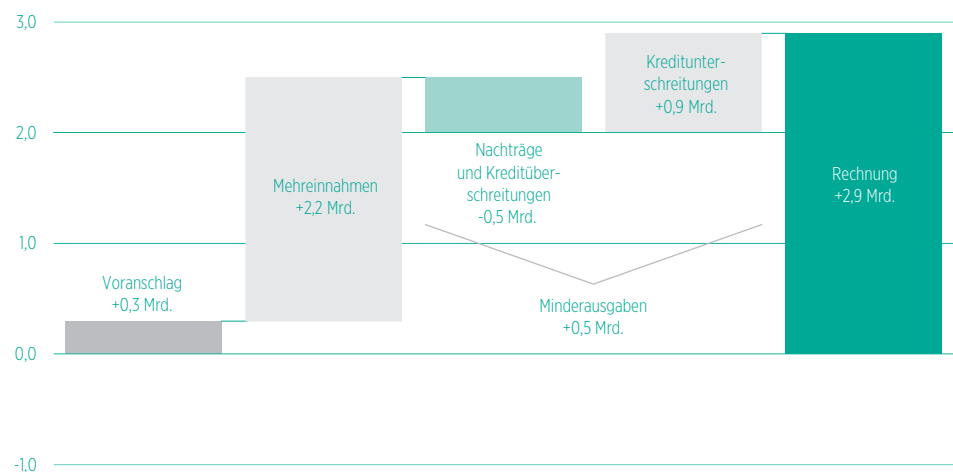 3,0
2,0
1,0
0,0
-1,0
Voranschlag
+0,3 Mrd.
Mehreinnahmen
+2,2 Mrd.
Nachträge
und Kreditüber-
schreitungen
-0,5 Mrd.
Kreditunter-
schreitungen
+0,9 Mrd.
Minderausgaben
+0,5 Mrd.
Rechnung
+2,9 Mrd.